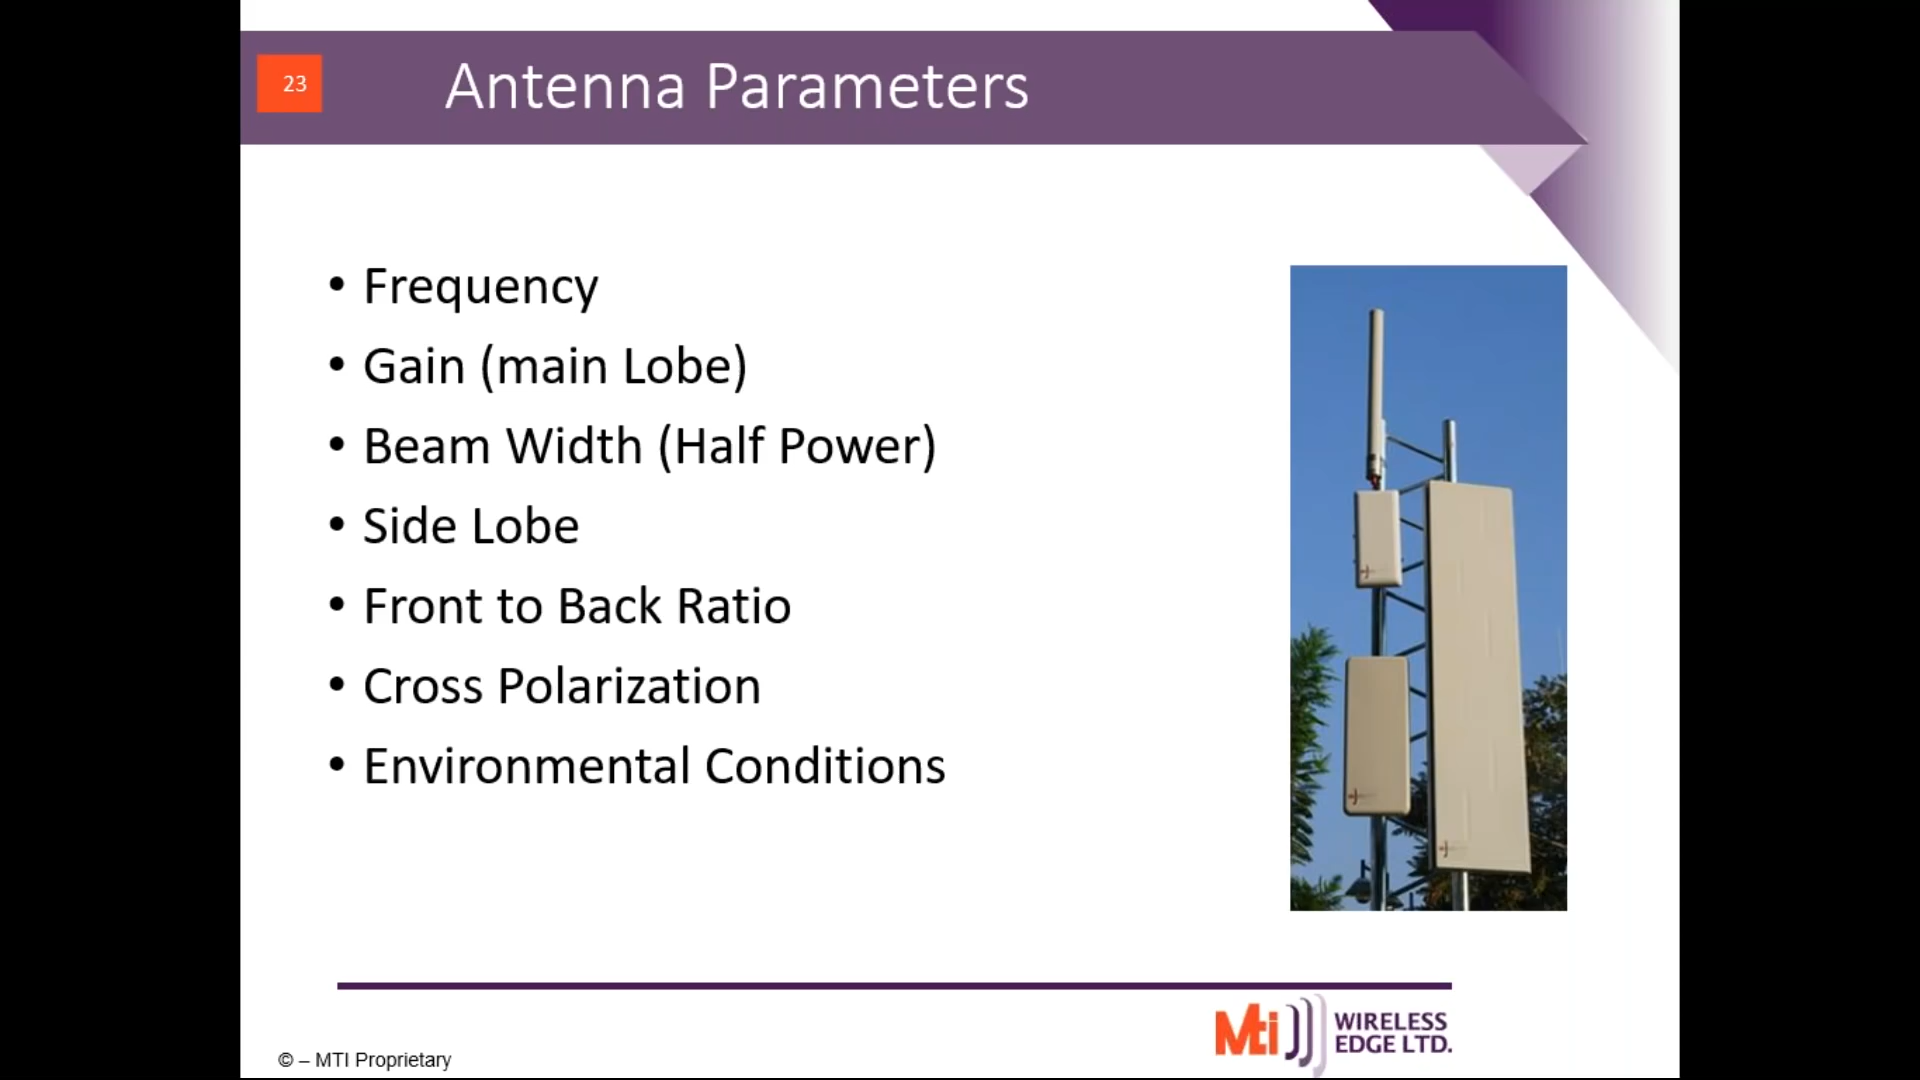 23
Antenna Parameters
• Frequency
• Gain (main Lobe)
• Beam Width (Half Power)
• Side Lobe
• Front to Back Ratio
• Cross Polarization
• Environmental Conditions
Mti WIRELESS
EDGE LTD.
© – MTI Proprietary